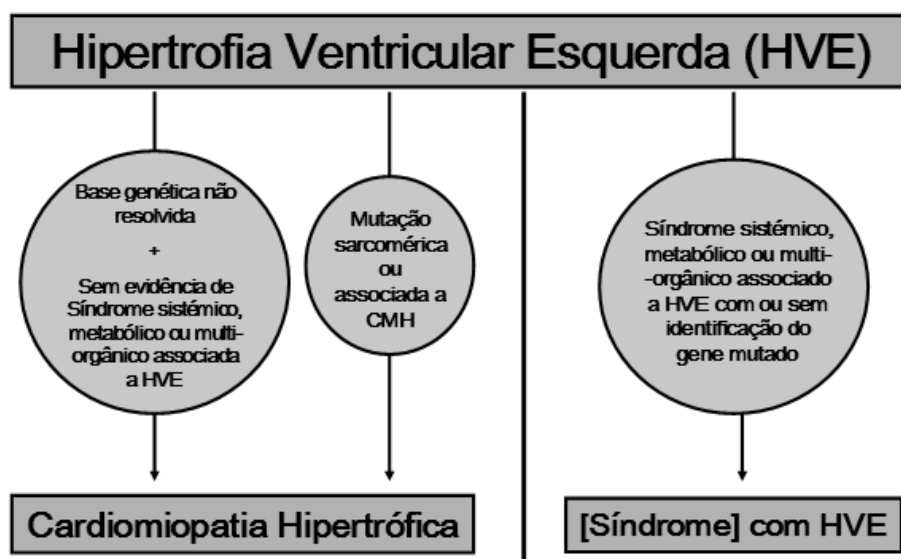 Hipertrofia Ventricular Esquerda (HVE)
Base genética não
resolvida
+
Sem evidência de
Síndrome sistémico,
metabólico ou multi-
orgânico associada
a HVE
Mutação
sarcomérica
ou
associada a
CMH
Síndrome sistémico,
metabólico ou multi-
-orgânico associado
a HVE com ou sem
identificação do
gene mutado
Cardiomiopatia Hipertrófica
[Síndrome] com HVE